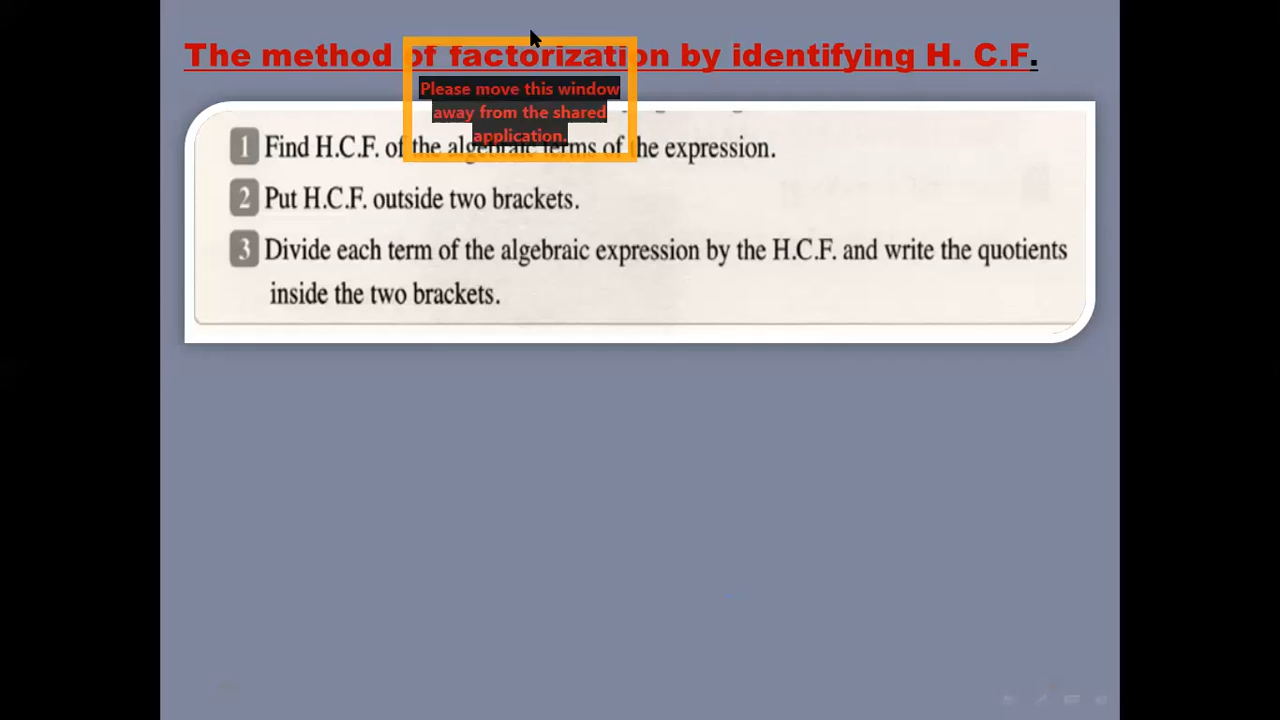 The method of factorization by identifying H. C.F.
Please move this window
away from the shared
application.
1 Find H.C.F. of the algebraic terms of the expression.
2 Put H.C.F. outside two brackets.
3 Divide each term of the algebraic expression by the H.C.F. and write the quotients
inside the two brackets.